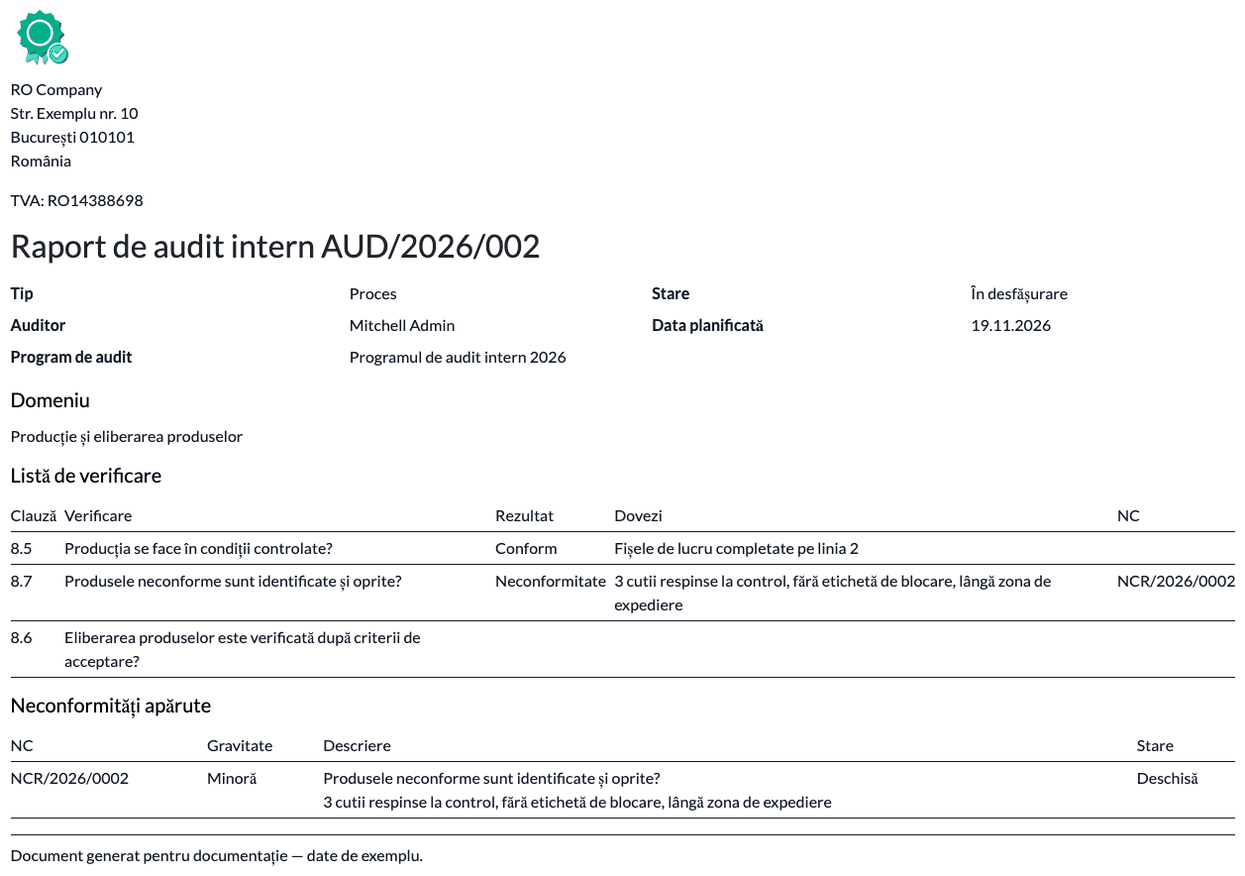 RO Company
Str. Exemplu nr. 10
București 010101
România
TVA: RO14388698
Raport de audit intern AUD/2026/002
Tip Proces Stare În desfășurare
Auditor Mitchell Admin Data planificată 19.11.2026
Program de audit Programul de audit intern 2026
Domeniu
Producție și eliberarea produselor
Listă de verificare
Clauză Verificare Rezultat Dovezi NC
8.5 Producția se face în condiții controlate? Conform Fișele de lucru completate pe linia 2
8.7 Produsele neconforme sunt identificate și oprite? Neconformitate 3 cutii respinse la control, fără etichetă de blocare, lângă zona de NCR/2026/0002
expediere
8.6 Eliberarea produselor este verificată după criterii de
acceptare?
Neconformități apărute
NC Gravitate Descriere Stare
NCR/2026/0002 Minoră Produsele neconforme sunt identificate și oprite? Deschisă
3 cutii respinse la control, fără etichetă de blocare, lângă zona de expediere
Document generat pentru documentație — date de exemplu.